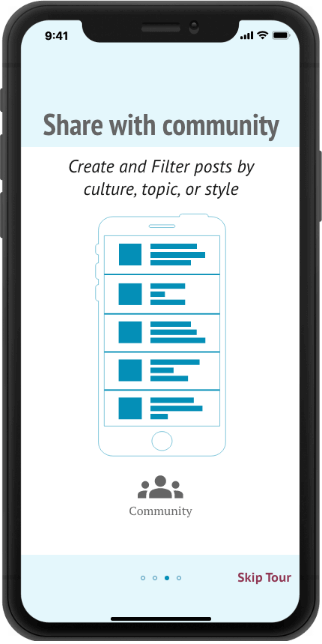 9:41
Share with community
Create and Filter posts by
culture, topic, or style
Community
Skip Tour